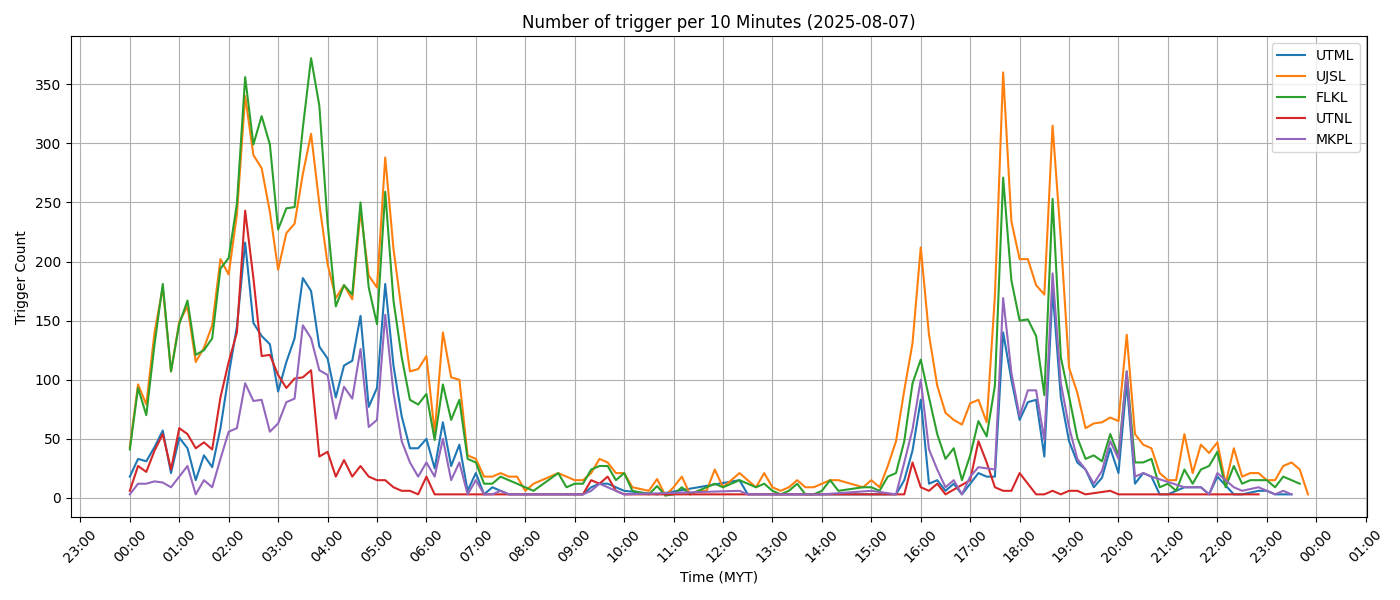 Number of trigger per 10 Minutes (2025-08-07)
Trigger Count
350
300
250
200
150
100
50
0
UTML
UJSL
FLKL
UTNL
MKPL
23:00 00:00 01:00 02:00 03:00 04:00 05:00 06:00 07:00 08:00 09:00 10:00 11:00 12:00 13:00 14:00 15:00 16:00 17:00 18:00 19:00 20:00 21:00 22:00 23:00 00:00 01:00
Time (MYT)